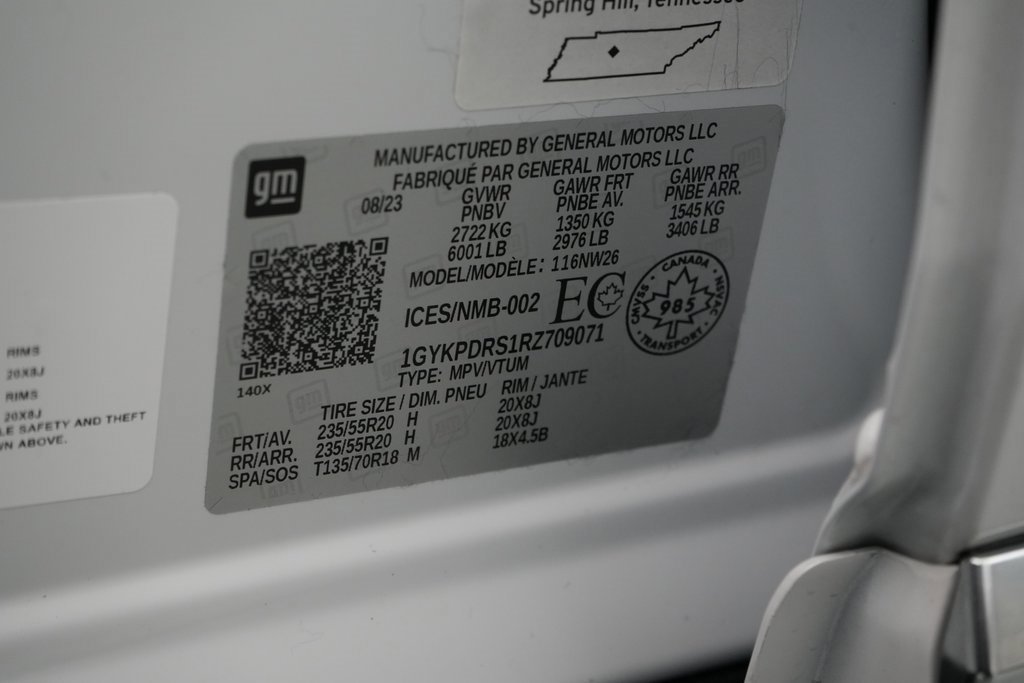 Spring Hill, Tennessee
gm
MANUFACTURED BY GENERAL MOTORS LLC
FABRIQUÉ PAR GENERAL MOTORS LLC
08/23
GVWR GAWR FRT GAWR RR
PNBV PNBE AV. PNBE ARR.
2722 KG 1350 KG 1545 KG
6001 LB 2976 LB 3406 LB
MODEL/MODÈLE: 116NW26
ICES/NMB-002 EC
CANADA
CMVSS 985 NSVAC
TRANSPORT
1GYKPDRS1RZ709071
TYPE: MPV/VTUM
140X
TIRE SIZE / DIM. PNEU RIM / JANTE
FRT/AV. 235/55R20 H 20X8J
RR/ARR. 235/55R20 H 20X8J
SPA/SOS T135/70R18 M 18X4.5B
RIMS
20X8J
RIMS
20X8J
LE SAFETY AND THEFT
WN ABOVE.